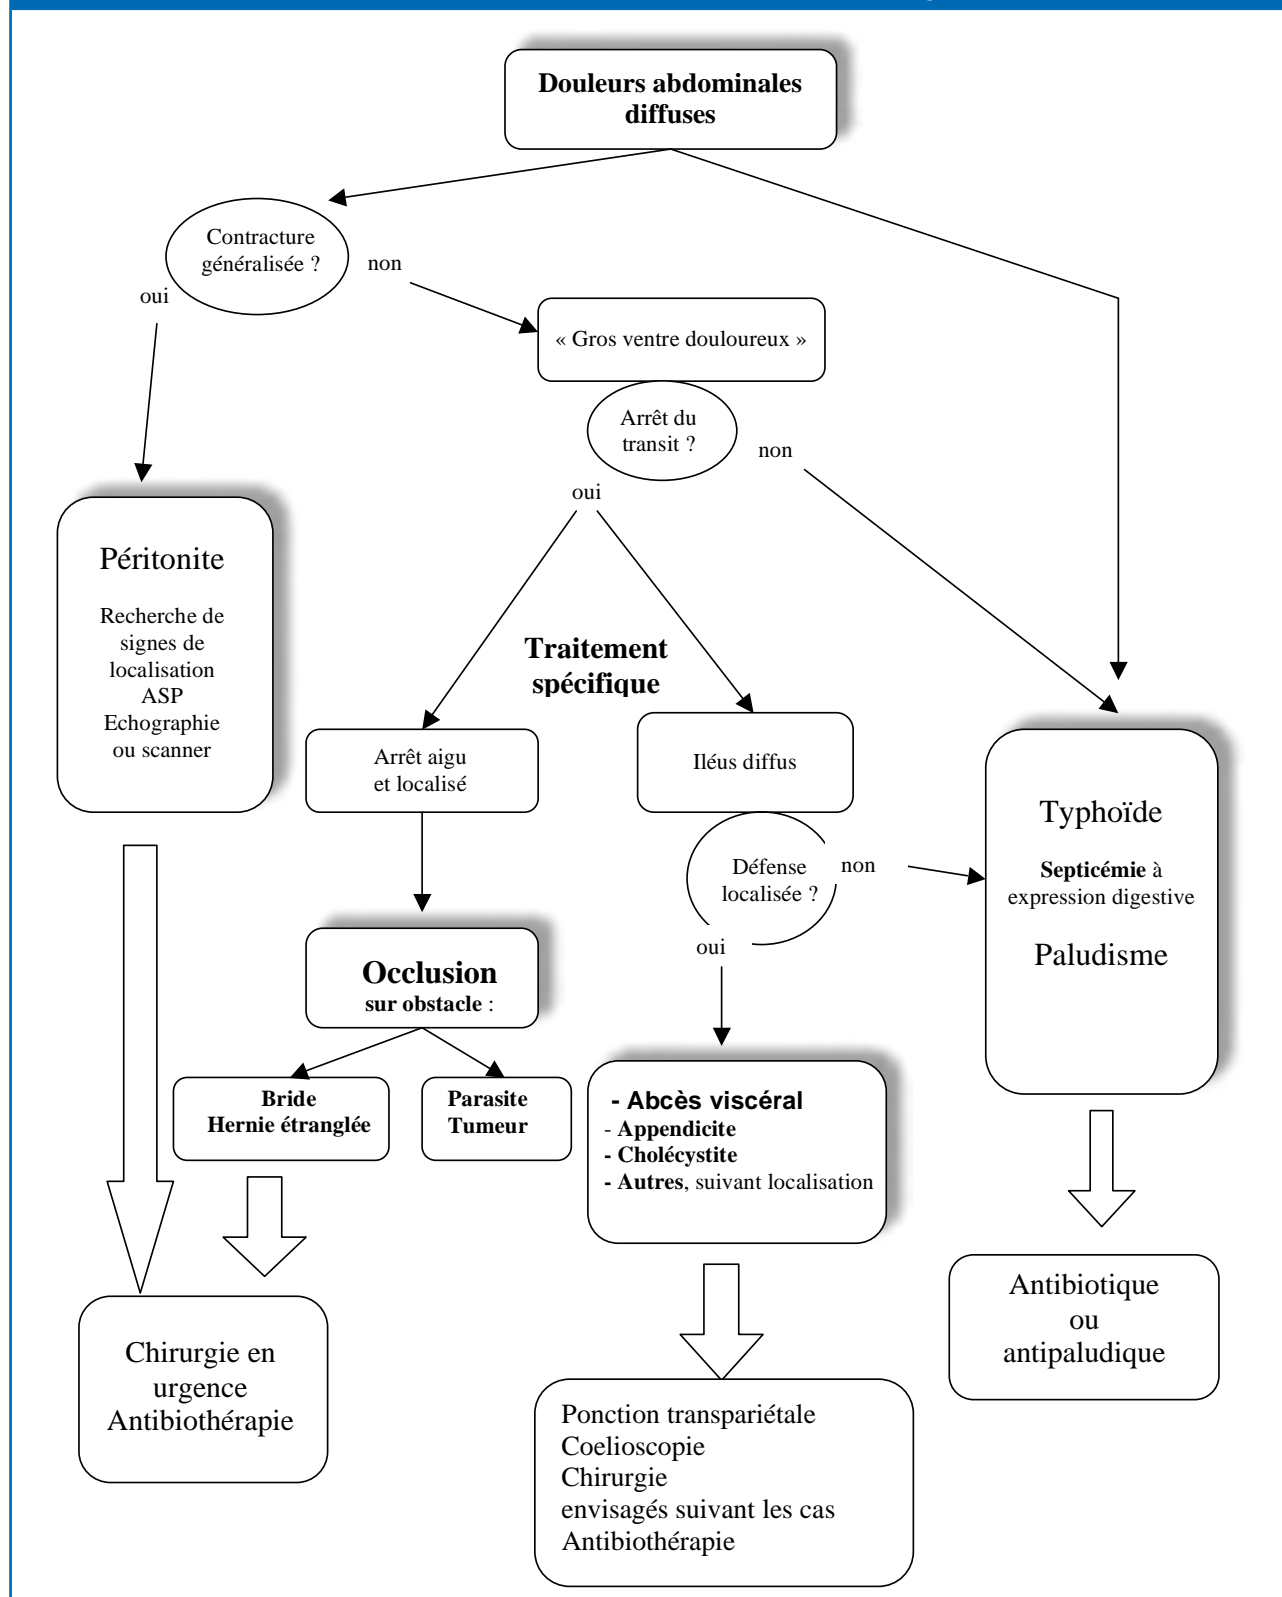 Douleurs abdominales
diffuses
Contracture
généralisée ?
non
oui
« Gros ventre douloureux »
Arrêt du
transit ?
non
oui
Péritonite
Recherche de
signes de
localisation
ASP
Echographie
ou scanner
Traitement
spécifique
Arrêt aigu
et localisé
Iléus diffus
Typhoïde
Septicémie à
expression digestive
Paludisme
Défense
localisée ?
non
oui
Occlusion
sur obstacle :
Bride
Hernie étranglée
Parasite
Tumeur
- Abcès viscéral
- Appendicite
- Cholécystite
- Autres, suivant localisation
Chirurgie en
urgence
Antibiothérapie
Ponction transpariétale
Coelioscopie
Chirurgie
envisagés suivant les cas
Antibiothérapie
Antibiotique
ou
antipaludique